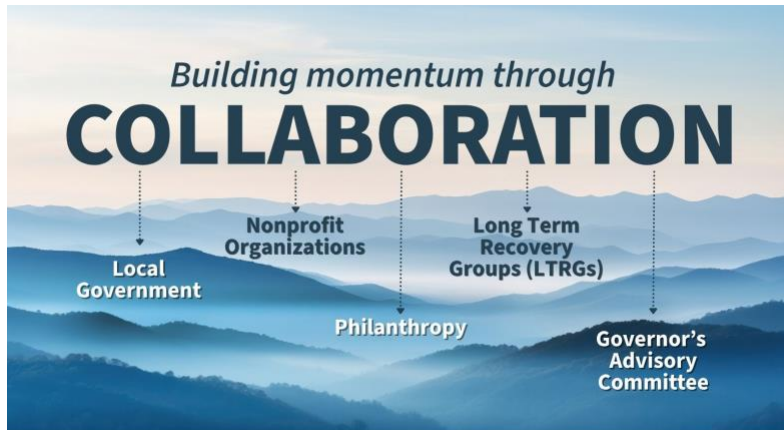 Building momentum through
COLLABORATION
Nonprofit
Organizations
Long Term
Recovery
Groups (LTRGs)
Local
Government
Philanthropy
Governor's
Advisory
Committee